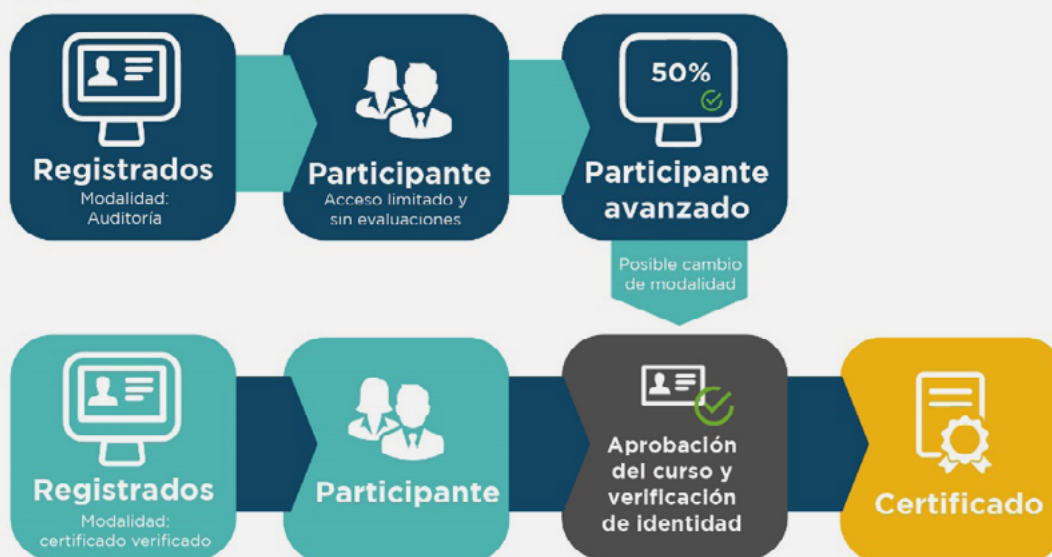 Registrados
Modalidad:
Auditoría
Participante
Acceso limitado y
sin evaluaciones
50%
Participante
avanzado
Posible cambio
de modalidad
Registrados
Modalidad:
certificado verificado
Participante
Aprobación
del curso y
verificación
de identidad
Certificado